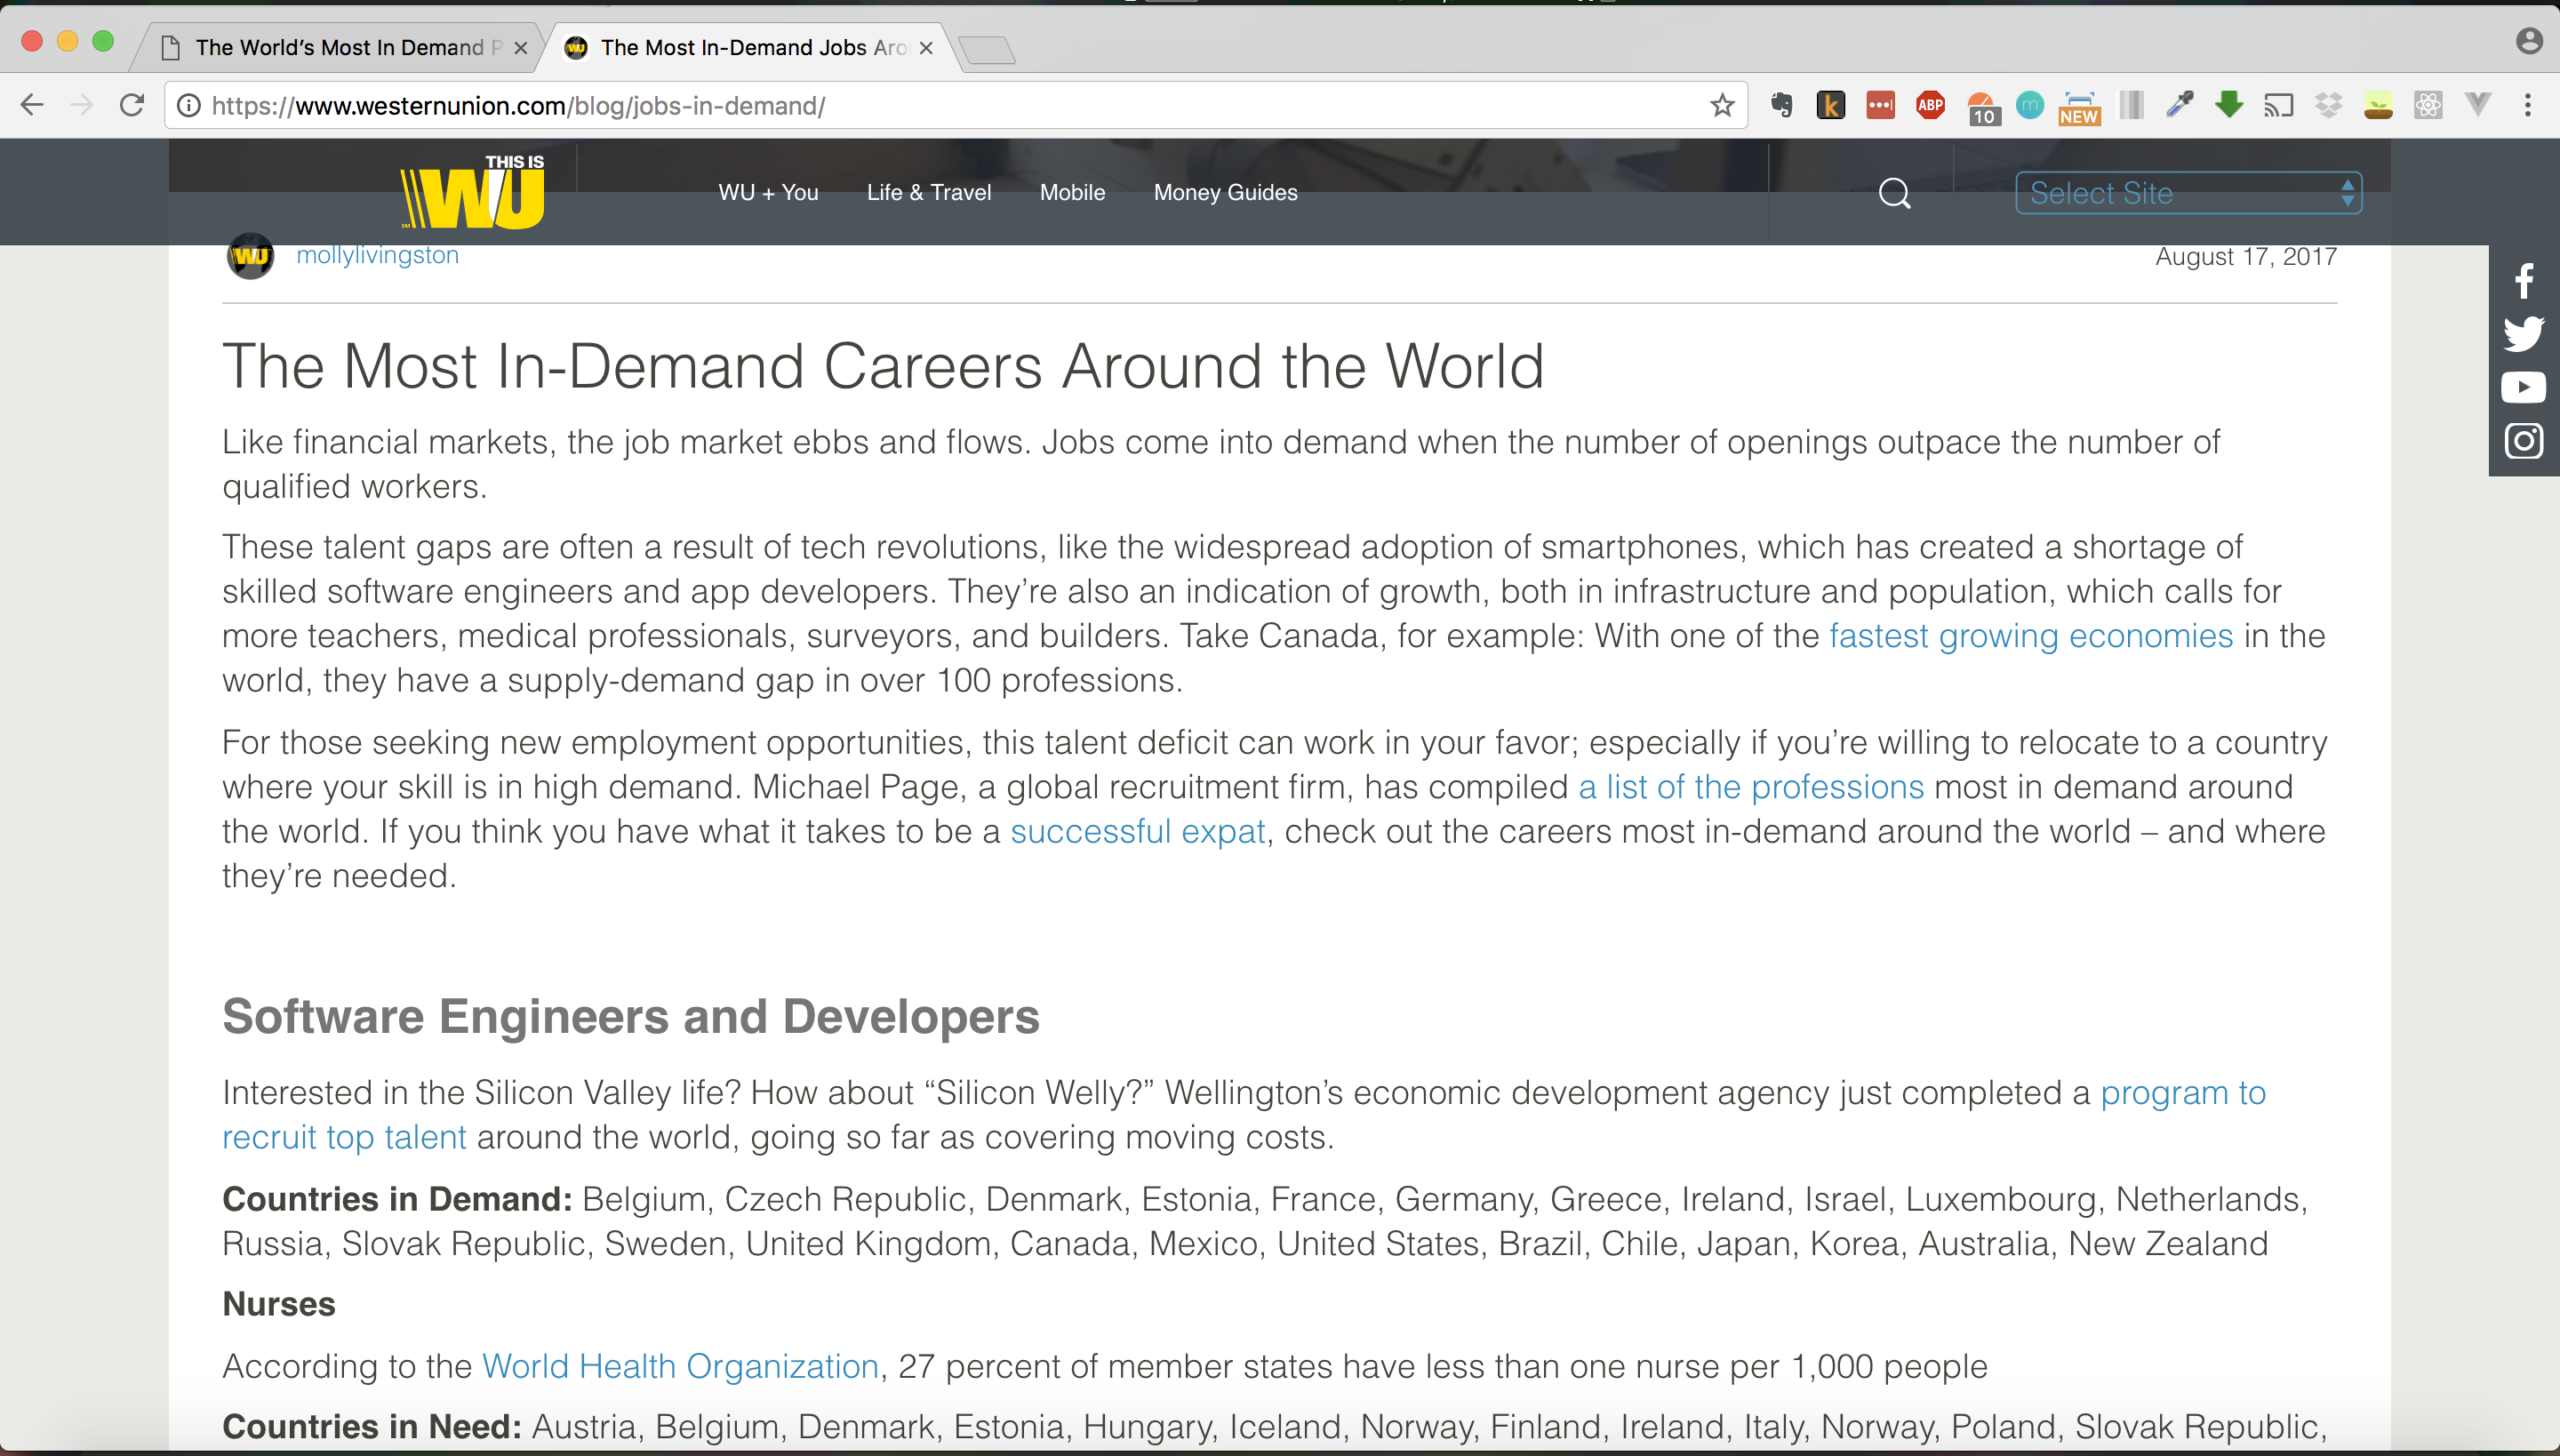 The World's Most In Demand P
The Most In-Demand Jobs Aro
https://www.westernunion.com/blog/jobs-in-demand/
k
ABP
10
m
NEW
THIS IS
WU
SM
WU + You
Life & Travel
Mobile
Money Guides
Select Site
WU
mollylivingston
August 17, 2017
The Most In-Demand Careers Around the World
Like financial markets, the job market ebbs and flows. Jobs come into demand when the number of openings outpace the number of
qualified workers.
These talent gaps are often a result of tech revolutions, like the widespread adoption of smartphones, which has created a shortage of
skilled software engineers and app developers. They’re also an indication of growth, both in infrastructure and population, which calls for
more teachers, medical professionals, surveyors, and builders. Take Canada, for example: With one of the fastest growing economies in the
world, they have a supply-demand gap in over 100 professions.
For those seeking new employment opportunities, this talent deficit can work in your favor; especially if you’re willing to relocate to a country
where your skill is in high demand. Michael Page, a global recruitment firm, has compiled a list of the professions most in demand around
the world. If you think you have what it takes to be a successful expat, check out the careers most in-demand around the world – and where
they’re needed.
Software Engineers and Developers
Interested in the Silicon Valley life? How about “Silicon Welly?” Wellington’s economic development agency just completed a program to
recruit top talent around the world, going so far as covering moving costs.
Countries in Demand: Belgium, Czech Republic, Denmark, Estonia, France, Germany, Greece, Ireland, Israel, Luxembourg, Netherlands,
Russia, Slovak Republic, Sweden, United Kingdom, Canada, Mexico, United States, Brazil, Chile, Japan, Korea, Australia, New Zealand
Nurses
According to the World Health Organization, 27 percent of member states have less than one nurse per 1,000 people
Countries in Need: Austria, Belgium, Denmark, Estonia, Hungary, Iceland, Norway, Finland, Ireland, Italy, Norway, Poland, Slovak Republic,